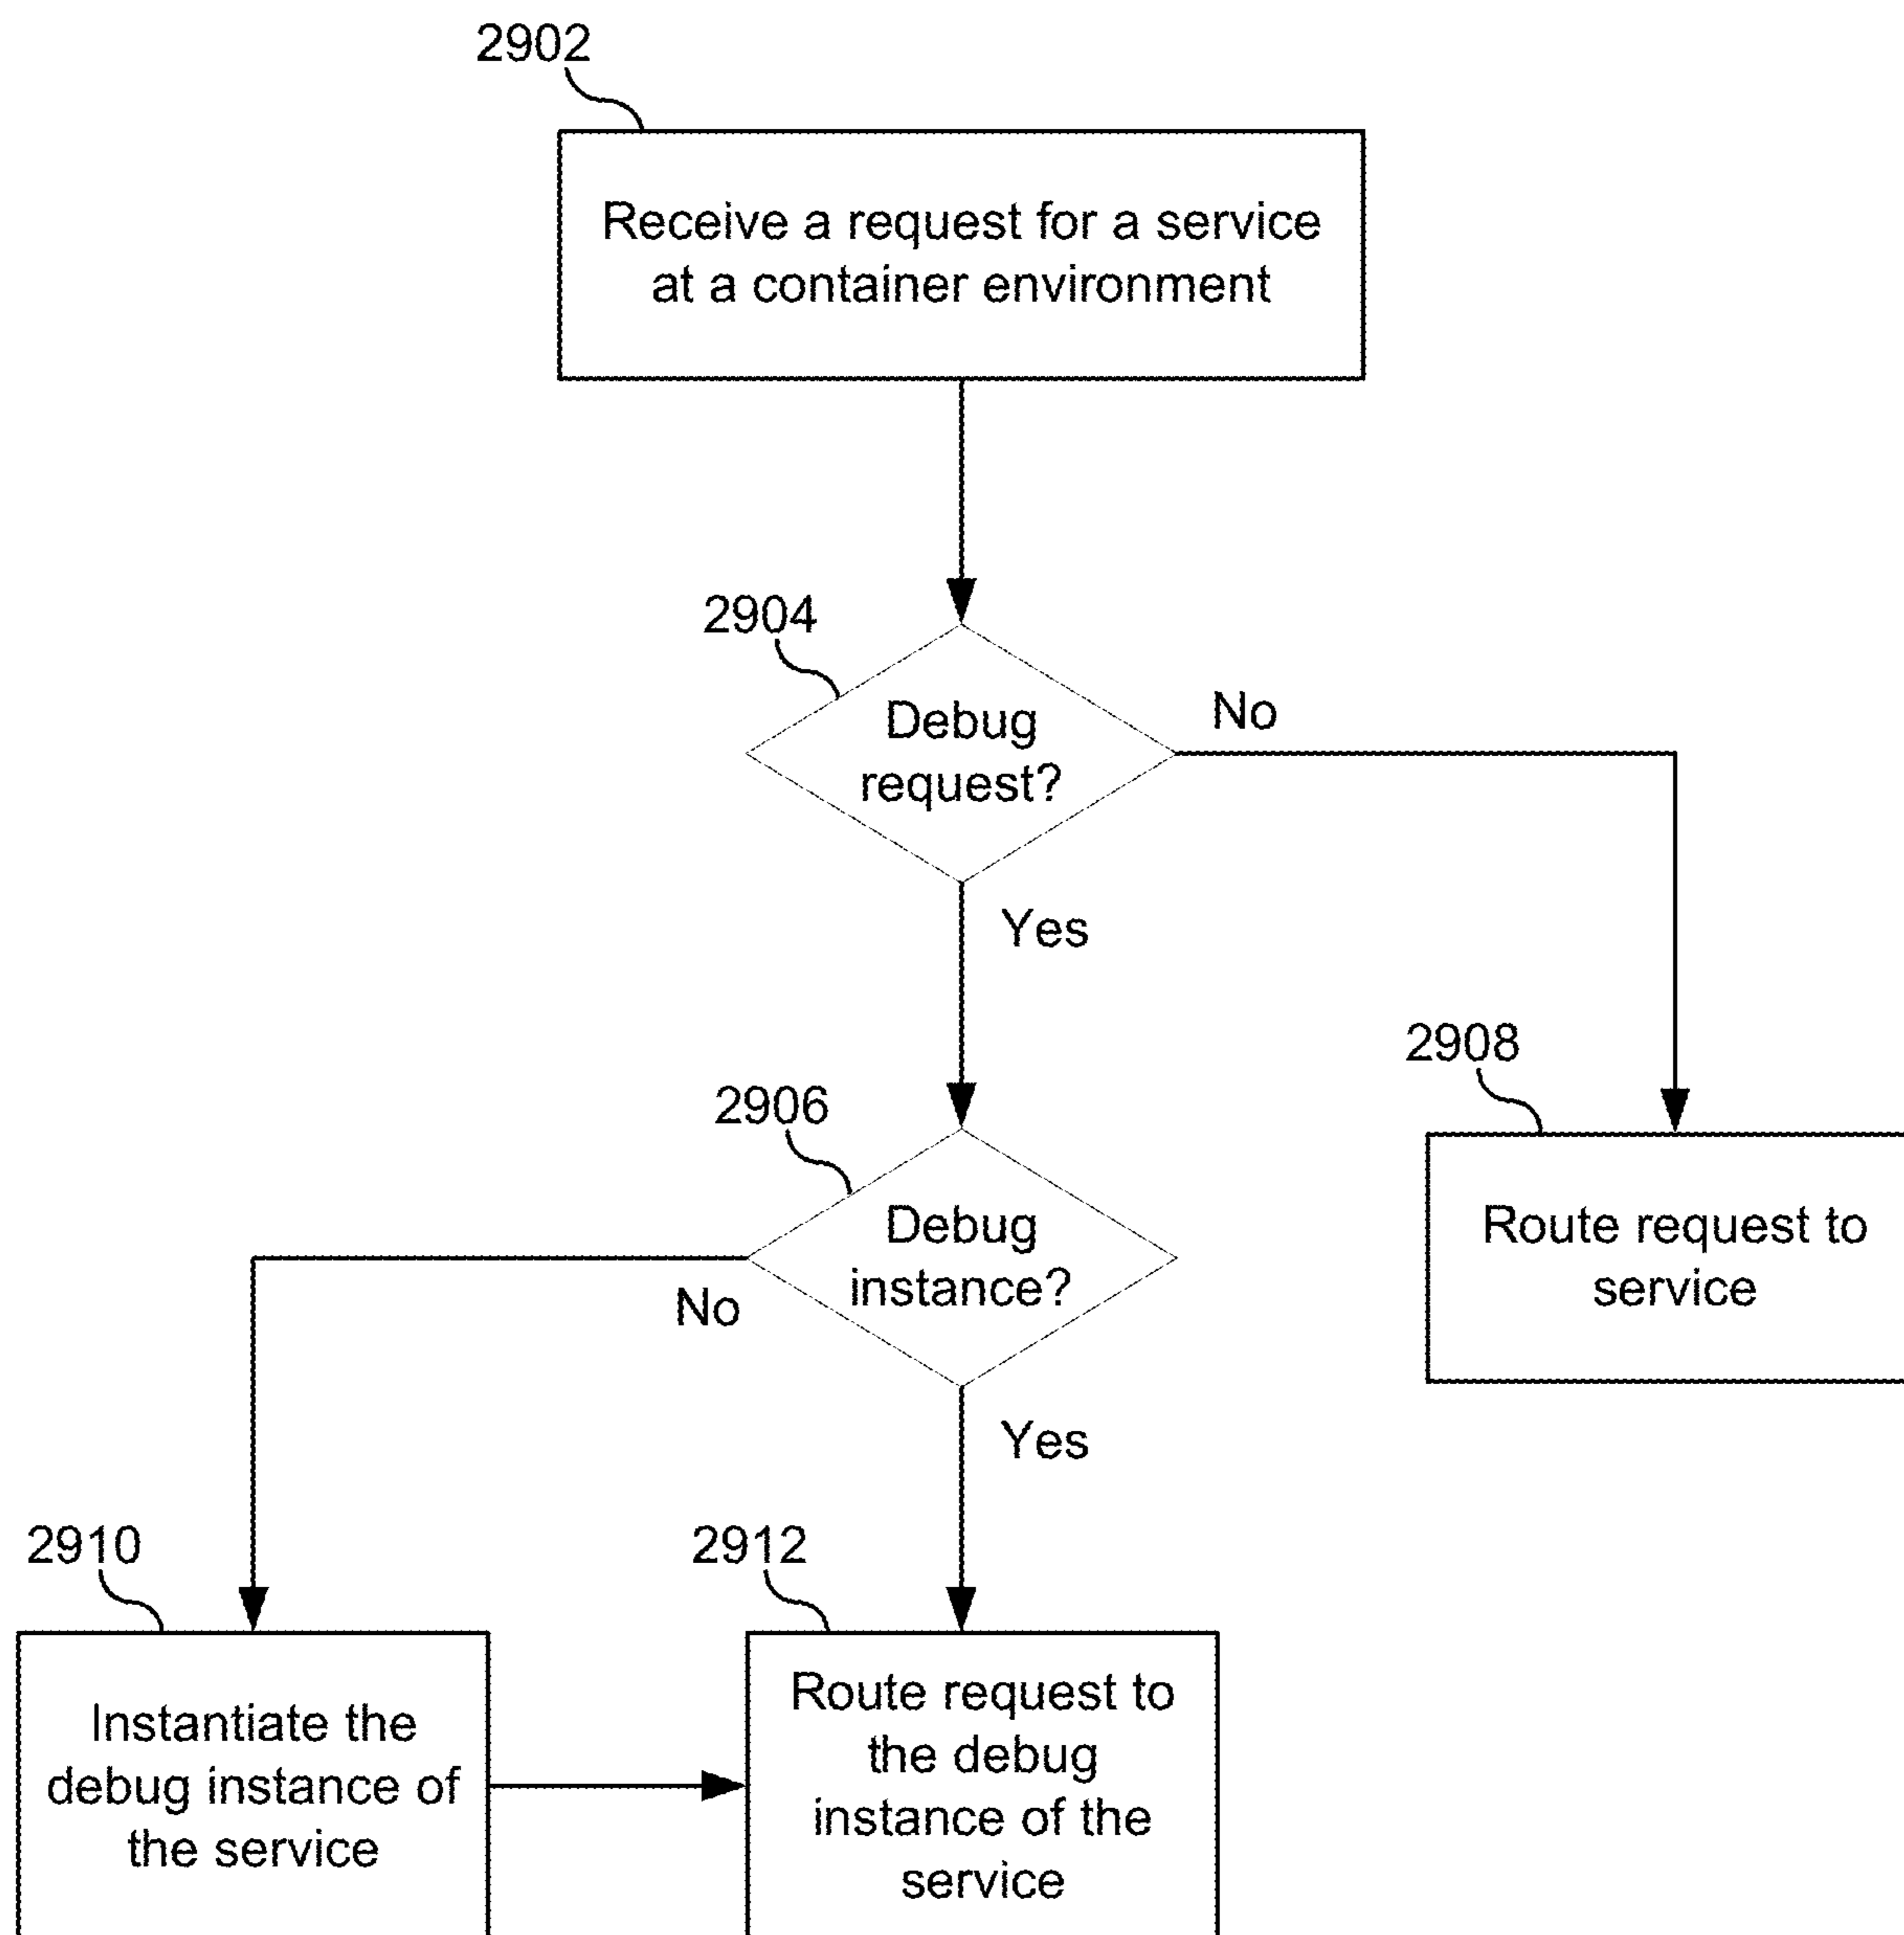 2902
Receive a request for a service
at a container environment
2904
Debug
request?
No
Yes
2906
Debug
instance?
No
Yes
2908
Route request to
service
2910
Instantiate the
debug instance of
the service
2912
Route request to
the debug
instance of the
service